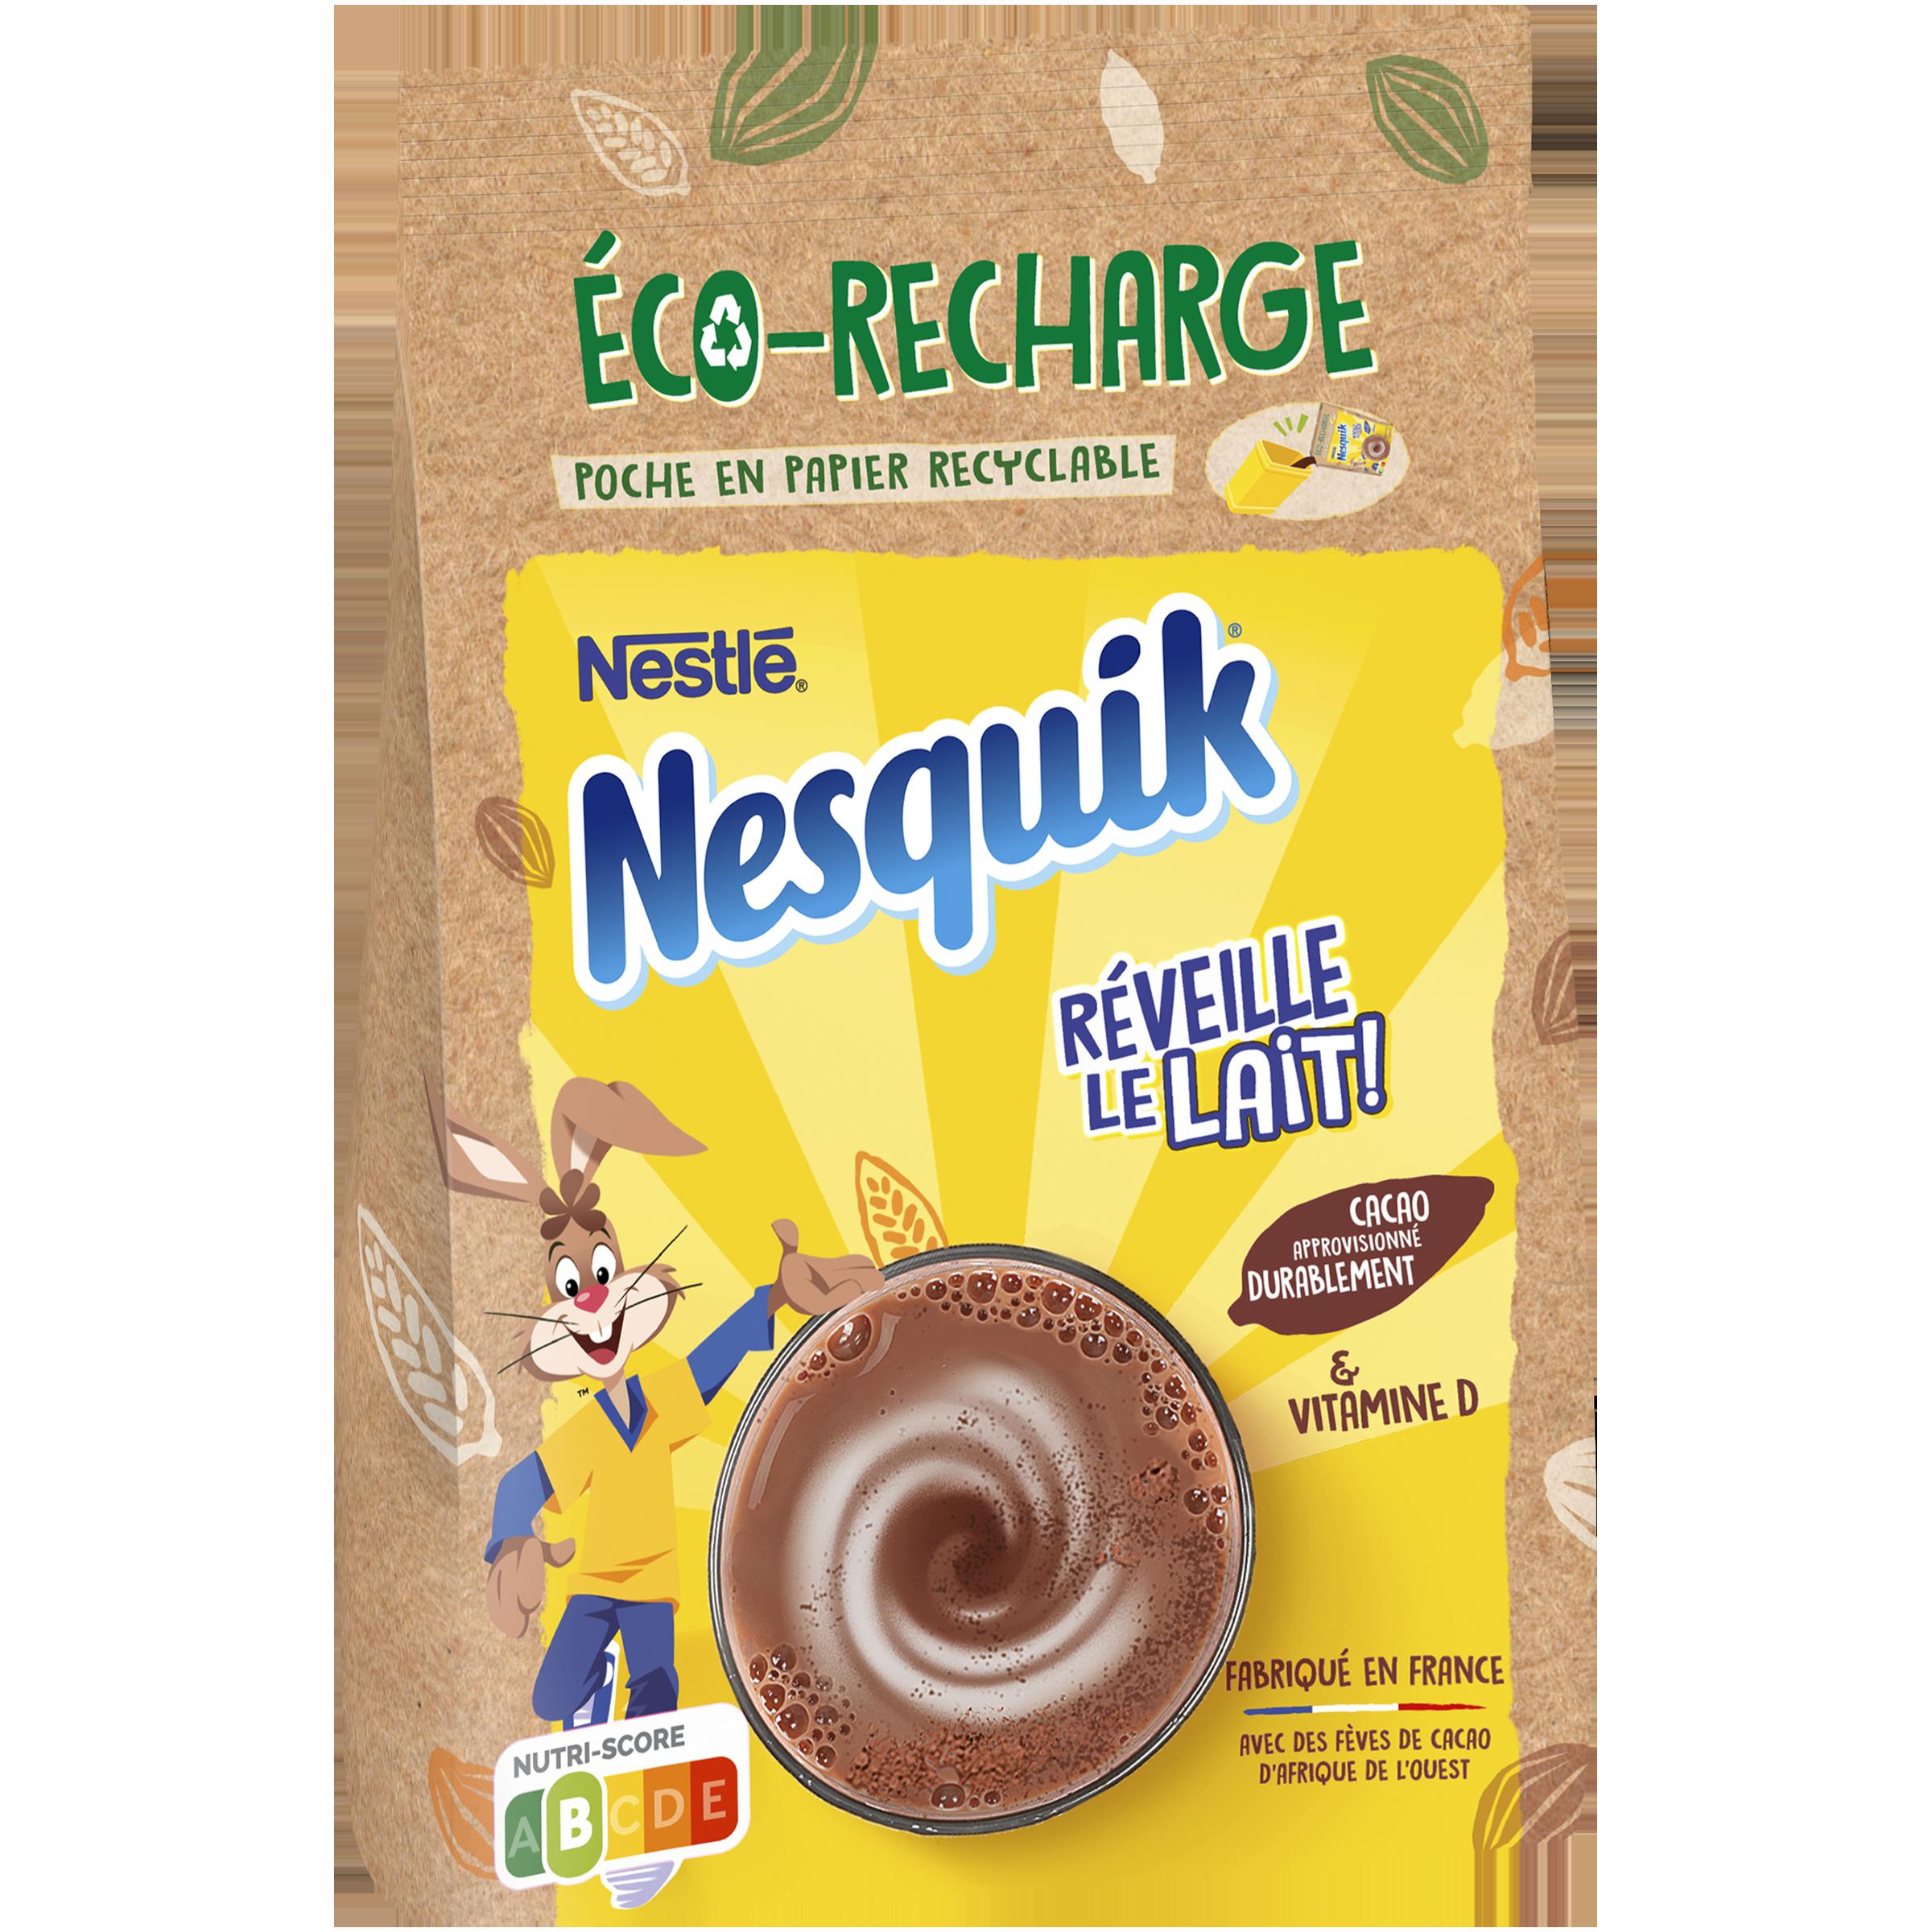 ÉCO-RECHARGE
POCHE EN PAPIER RECYCLABLE
Nestlé®
Nesquik®
RÉVEILLE
LE LAiT!
CACAO
APPROVISIONNÉ
DURABLEMENT
&
VITAMINE D
TM
FABRIQUÉ EN FRANCE
AVEC DES FÈVES DE CACAO
D'AFRIQUE DE L'OUEST
NUTRI-SCORE
A B C D E